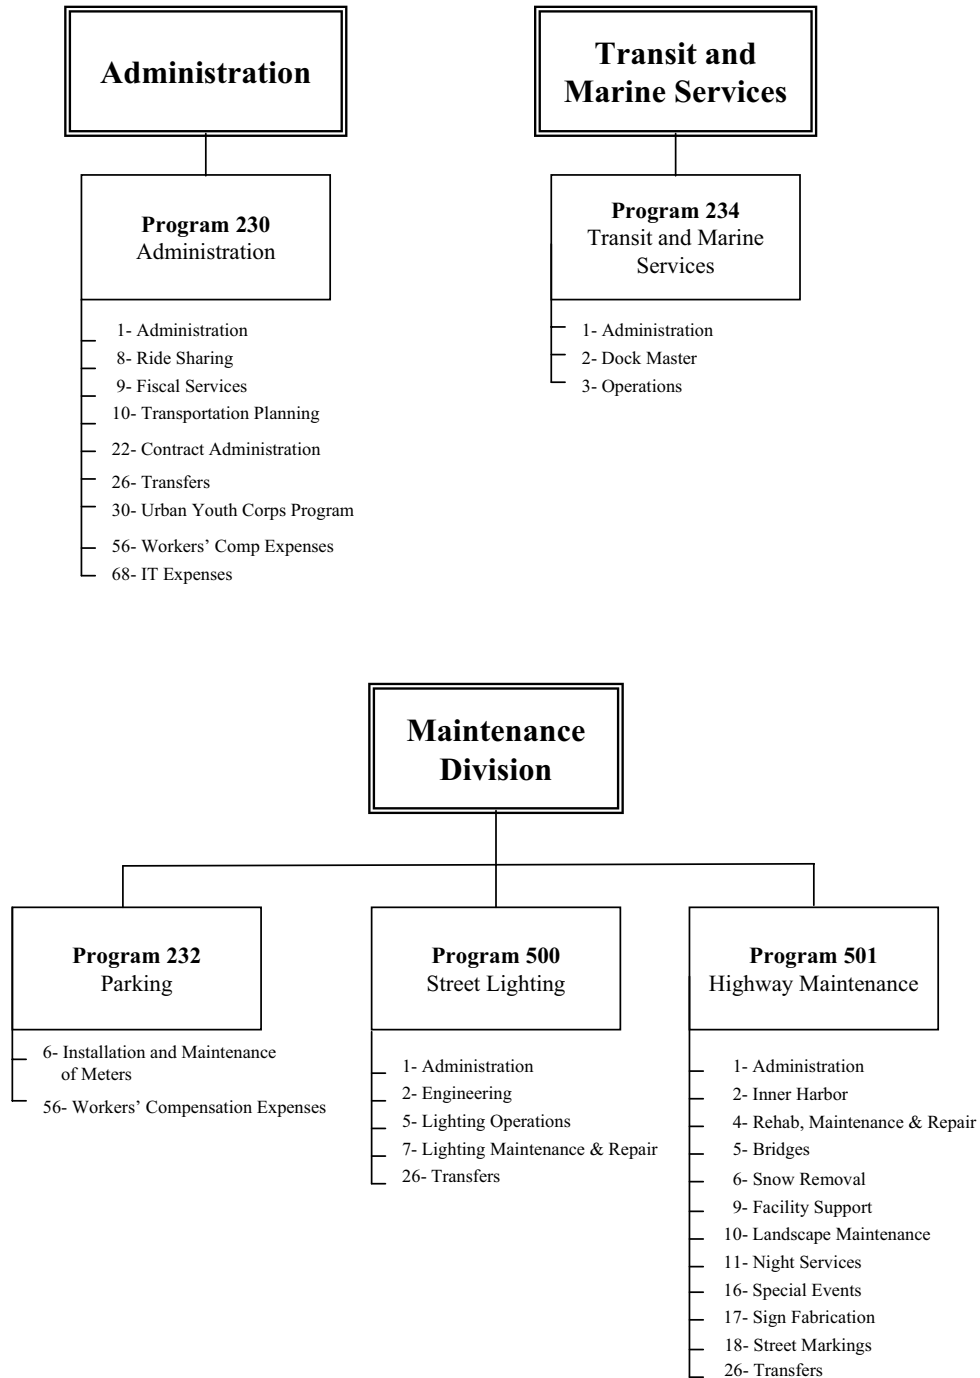 Administration
Program 230
Administration
1- Administration
8- Ride Sharing
9- Fiscal Services
10- Transportation Planning
22- Contract Administration
26- Transfers
30- Urban Youth Corps Program
56- Workers’ Comp Expenses
68- IT Expenses
Transit and
Marine Services
Program 234
Transit and Marine
Services
1- Administration
2- Dock Master
3- Operations
Maintenance
Division
Program 232
Parking
6- Installation and Maintenance
of Meters
56- Workers’ Compensation Expenses
Program 500
Street Lighting
1- Administration
2- Engineering
5- Lighting Operations
7- Lighting Maintenance & Repair
26- Transfers
Program 501
Highway Maintenance
1- Administration
2- Inner Harbor
4- Rehab, Maintenance & Repair
5- Bridges
6- Snow Removal
9- Facility Support
10- Landscape Maintenance
11- Night Services
16- Special Events
17- Sign Fabrication
18- Street Markings
26- Transfers